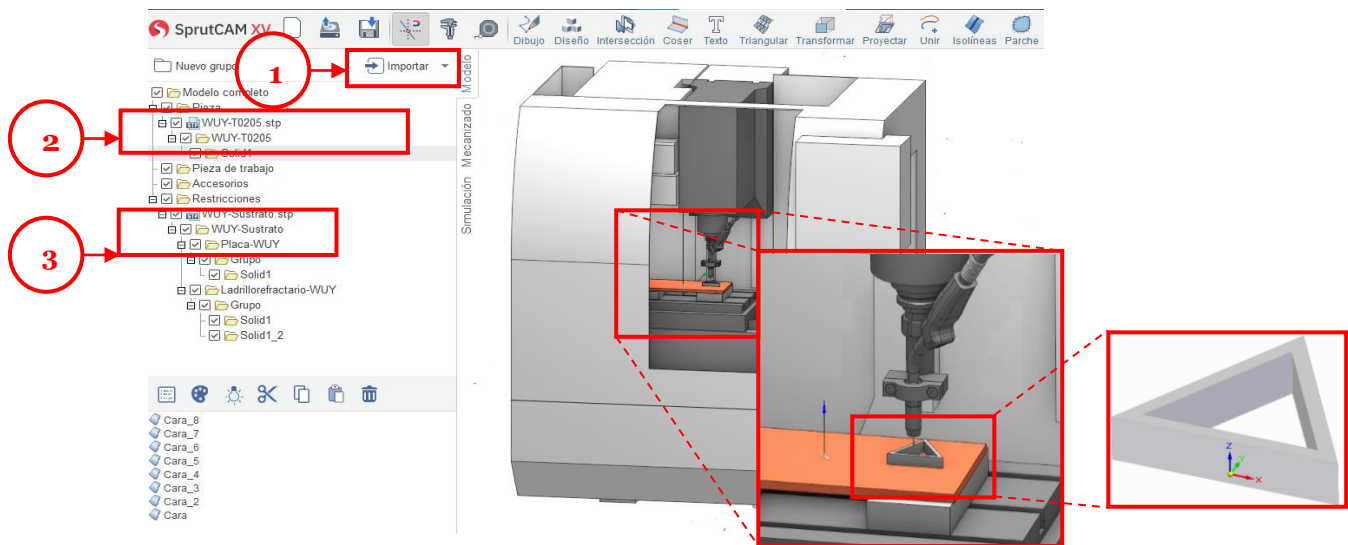 SprutCAM XV
Dibujo Diseño Intersección Coser Texto Triangular Transformar Proyectar Unir Isolíneas Parche
Nuevo grupo
1
Importar
Modelo
Mecanizado
Simulación
Modelo completo
Pieza
2
WUY-T0205.stp
WUY-T0205
Solid1
Pieza de trabajo
Accesorios
Restricciones
3
WUY-Sustrato.stp
WUY-Sustrato
Placa-WUY
Grupo
Solid1
Ladrillorefractario-WUY
Grupo
Solid1
Solid1_2
Cara_8
Cara_7
Cara_6
Cara_5
Cara_4
Cara_3
Cara_2
Cara
Z
Y
X